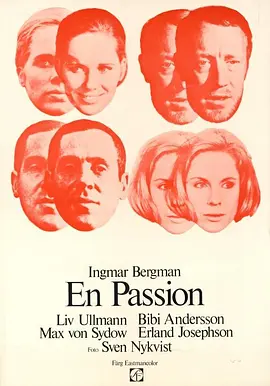 Ingmar Bergman
En Passion
Liv Ullmann Bibi Andersson
Max von Sydow Erland Josephson
Foto: Sven Nykvist
Färg Eastmancolor